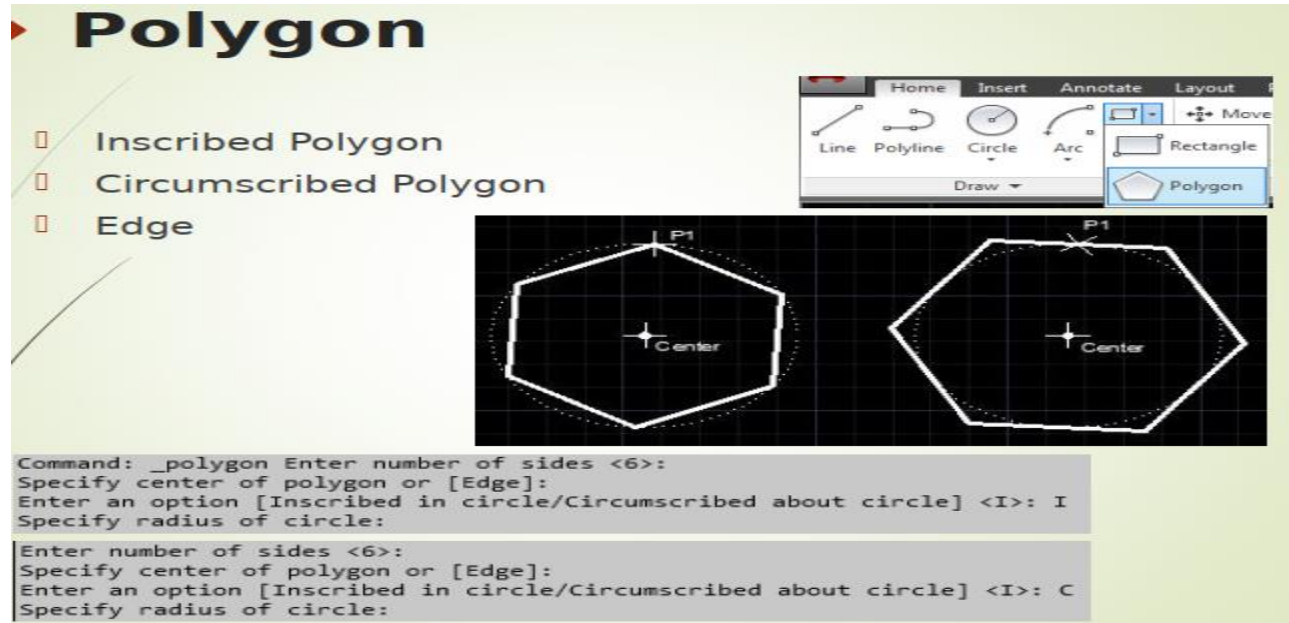 Polygon
Inscribed Polygon
Circumscribed Polygon
Edge
Home Insert Annotate Layout
Move
Line Polyline Circle Arc
Rectangle
Draw
Polygon
P1
Center
P1
Center
Command: _polygon Enter number of sides <6>:
Specify center of polygon or [Edge]:
Enter an option [Inscribed in circle/Circumscribed about circle] <I>: I
Specify radius of circle:
Enter number of sides <6>:
Specify center of polygon or [Edge]:
Enter an option [Inscribed in circle/Circumscribed about circle] <I>: C
Specify radius of circle: